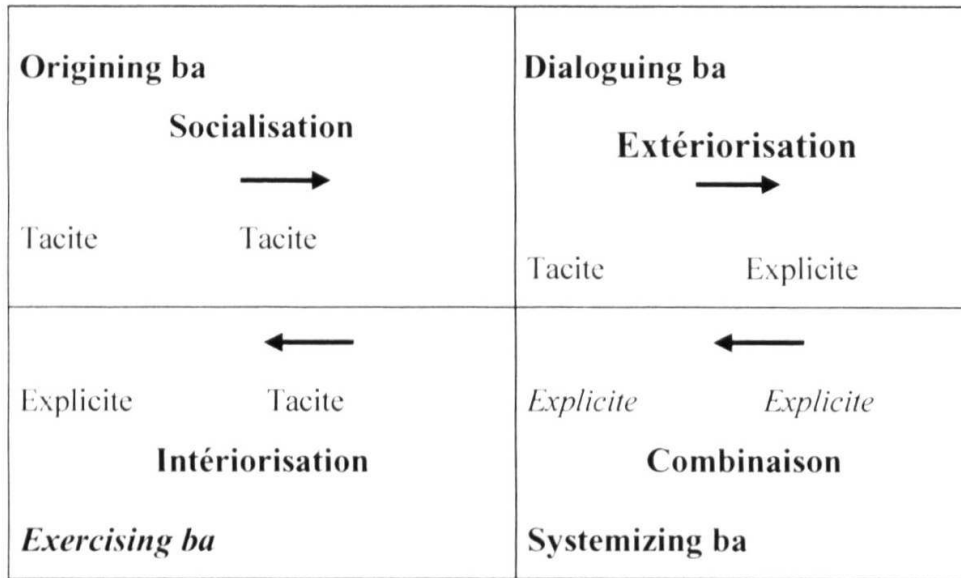 Origining ba
Socialisation
Tacite Tacite
Dialoguing ba
Extériorisation
Tacite Explicite
Explicite Tacite
Intériorisation
Exercising ba
Explicite Explicite
Combinaison
Systemizing ba